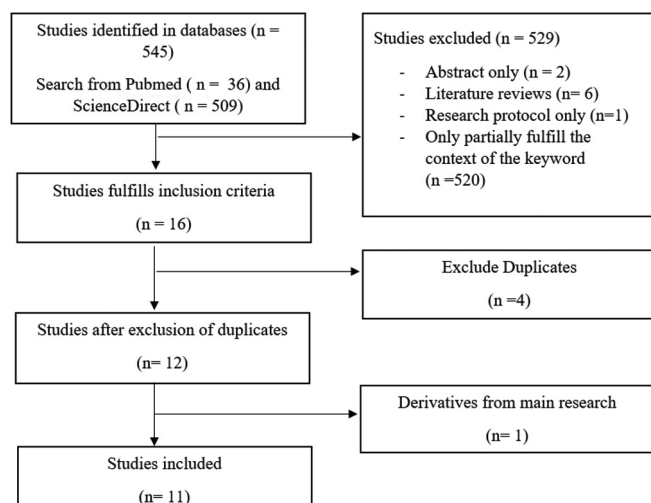 Studies identified in databases (n =
545)
Search from Pubmed ( n = 36) and
ScienceDirect ( n = 509)
Studies excluded (n = 529)
- Abstract only (n = 2)
- Literature reviews (n= 6)
- Research protocol only (n=1)
- Only partially fulfill the
context of the keyword
(n =520)
Studies fulfills inclusion criteria
(n = 16)
Exclude Duplicates
(n =4)
Studies after exclusion of duplicates
(n= 12)
Derivatives from main research
(n= 1)
Studies included
(n= 11)